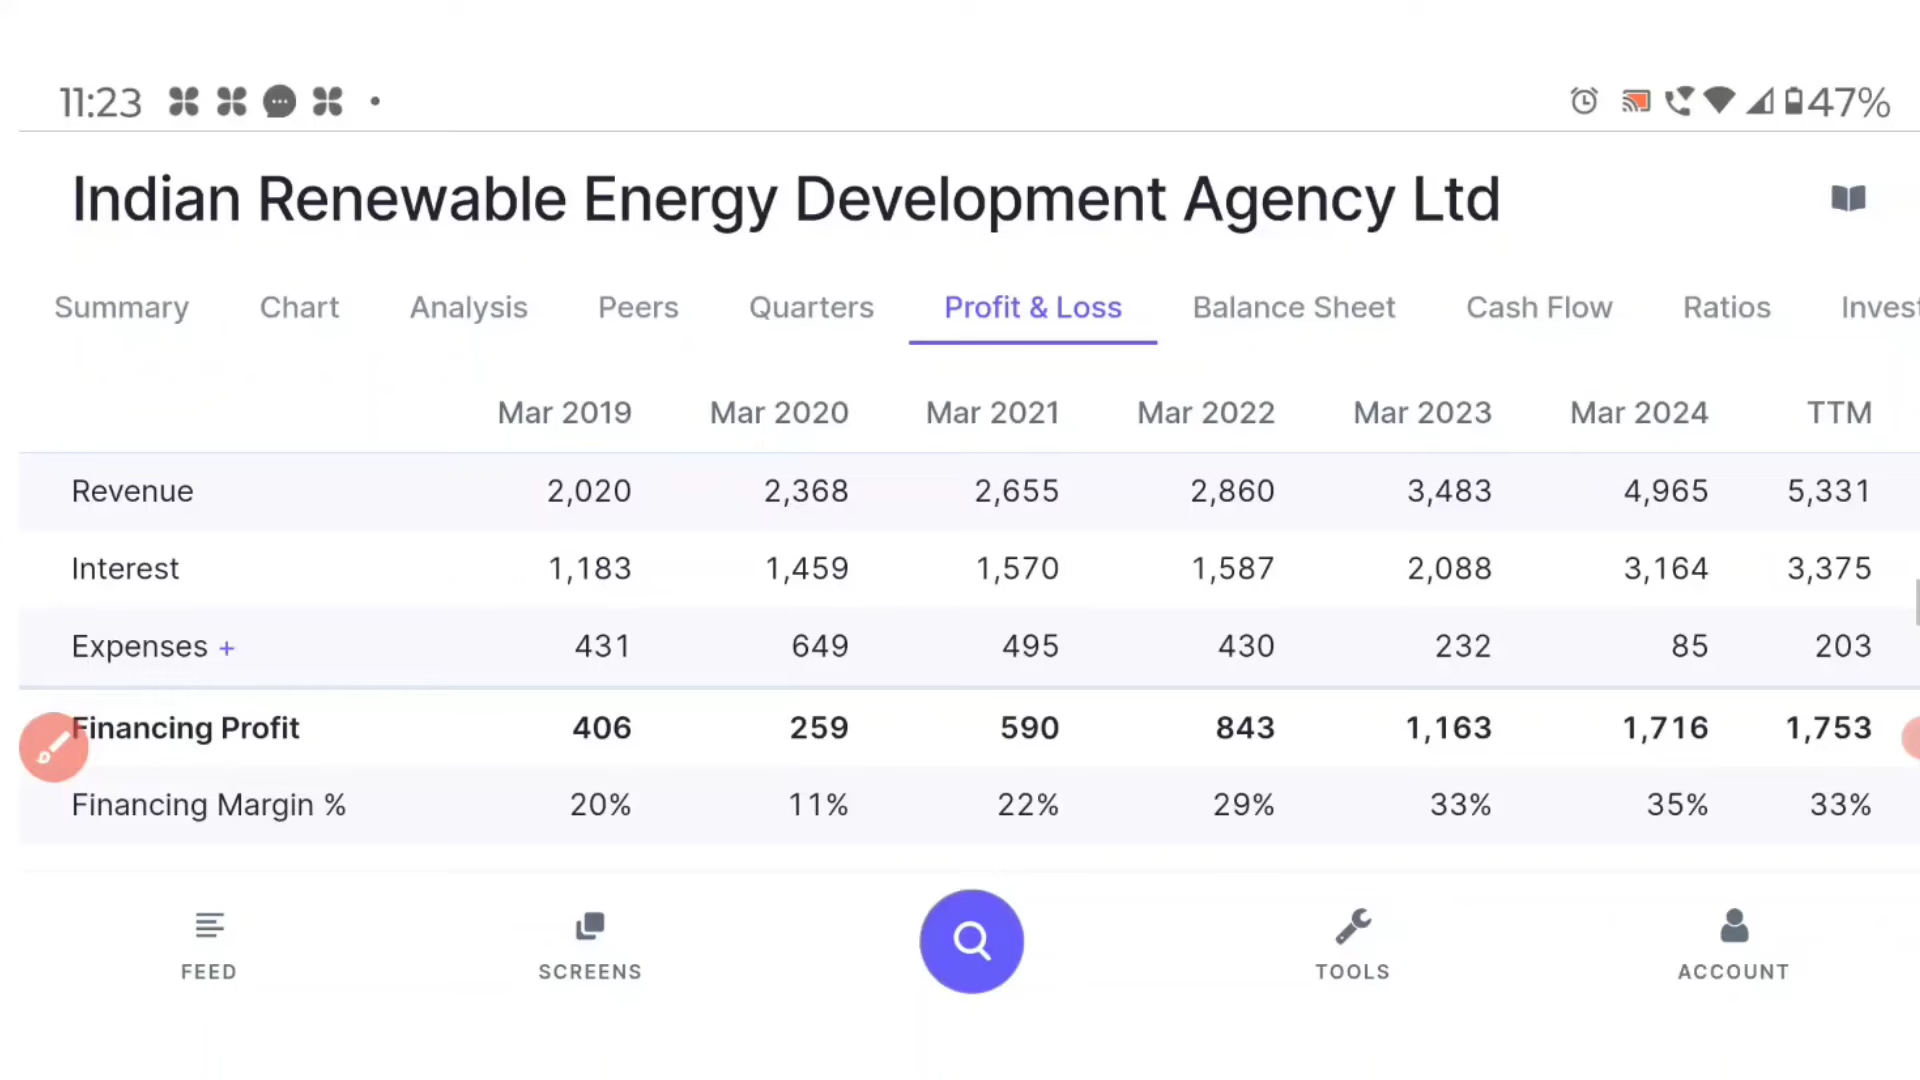 11:23 47%
Indian Renewable Energy Development Agency Ltd
Summary Chart Analysis Peers Quarters Profit & Loss Balance Sheet Cash Flow Ratios Invest
Mar 2019 Mar 2020 Mar 2021 Mar 2022 Mar 2023 Mar 2024 TTM
Revenue 2,020 2,368 2,655 2,860 3,483 4,965 5,331
Interest 1,183 1,459 1,570 1,587 2,088 3,164 3,375
Expenses + 431 649 495 430 232 85 203
Financing Profit 406 259 590 843 1,163 1,716 1,753
Financing Margin % 20% 11% 22% 29% 33% 35% 33%
FEED SCREENS TOOLS ACCOUNT